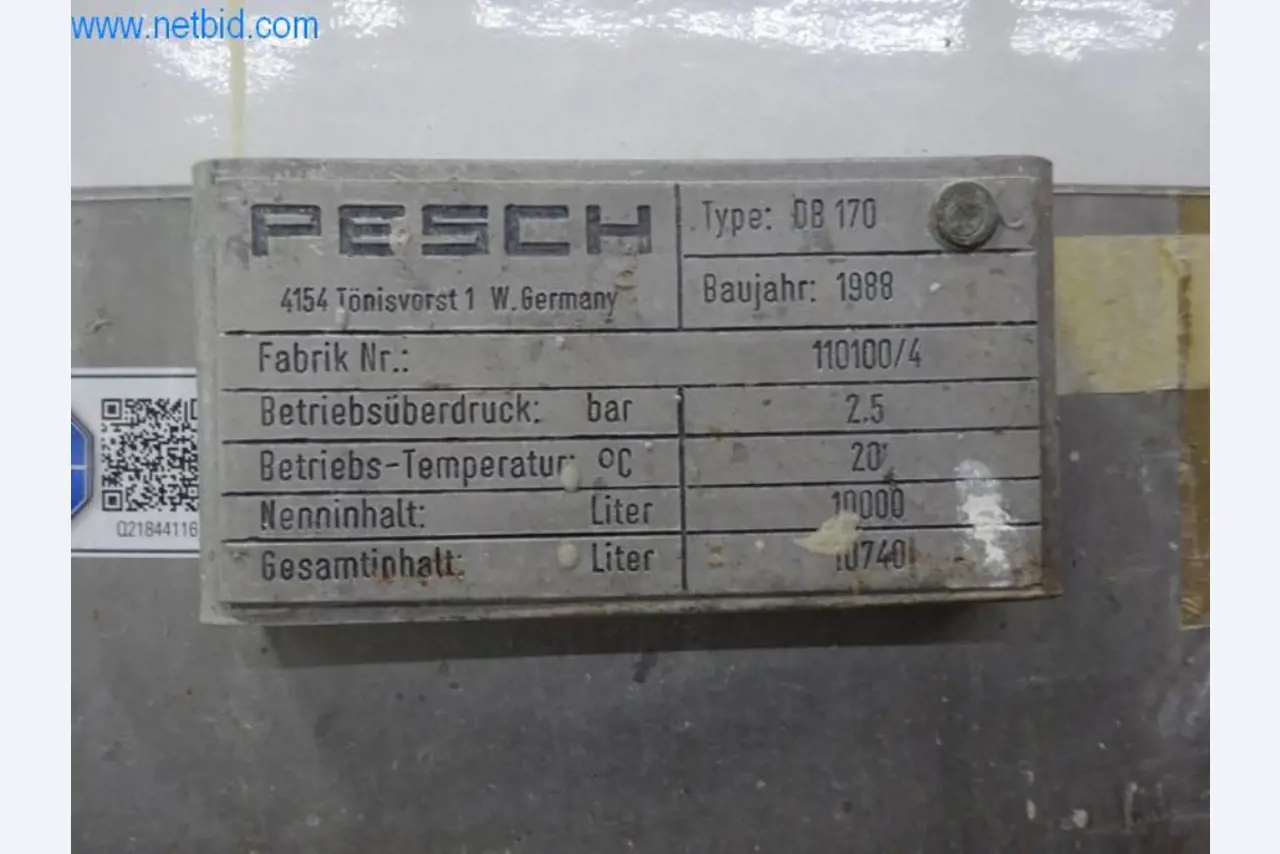 www.netbid.com
PESCH
4154 Tönisvorst 1 W. Germany
Type: DB 170
Baujahr: 1988
Fabrik Nr.: 110100/4
Betriebsüberdruck: bar 2.5
Betriebs-Temperatur: °C 20
Nenninhalt: Liter 10000
Gesamtinhalt: Liter 10740
Q21844116